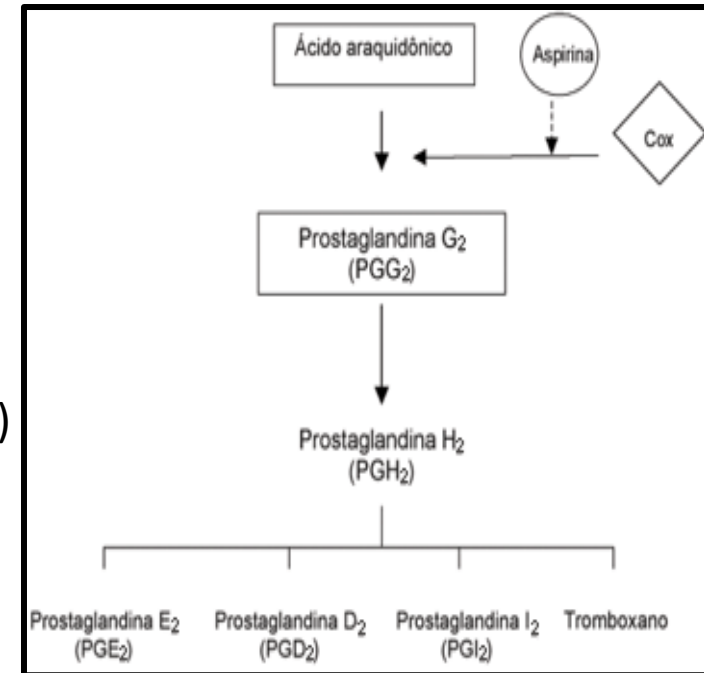 Ácido araquidônico
Aspirina
Cox
Prostaglandina G₂
(PGG₂)
)
Prostaglandina H₂
(PGH₂)
Prostaglandina E₂
(PGE₂)
Prostaglandina D₂
(PGD₂)
Prostaglandina I₂
(PGI₂)
Tromboxano